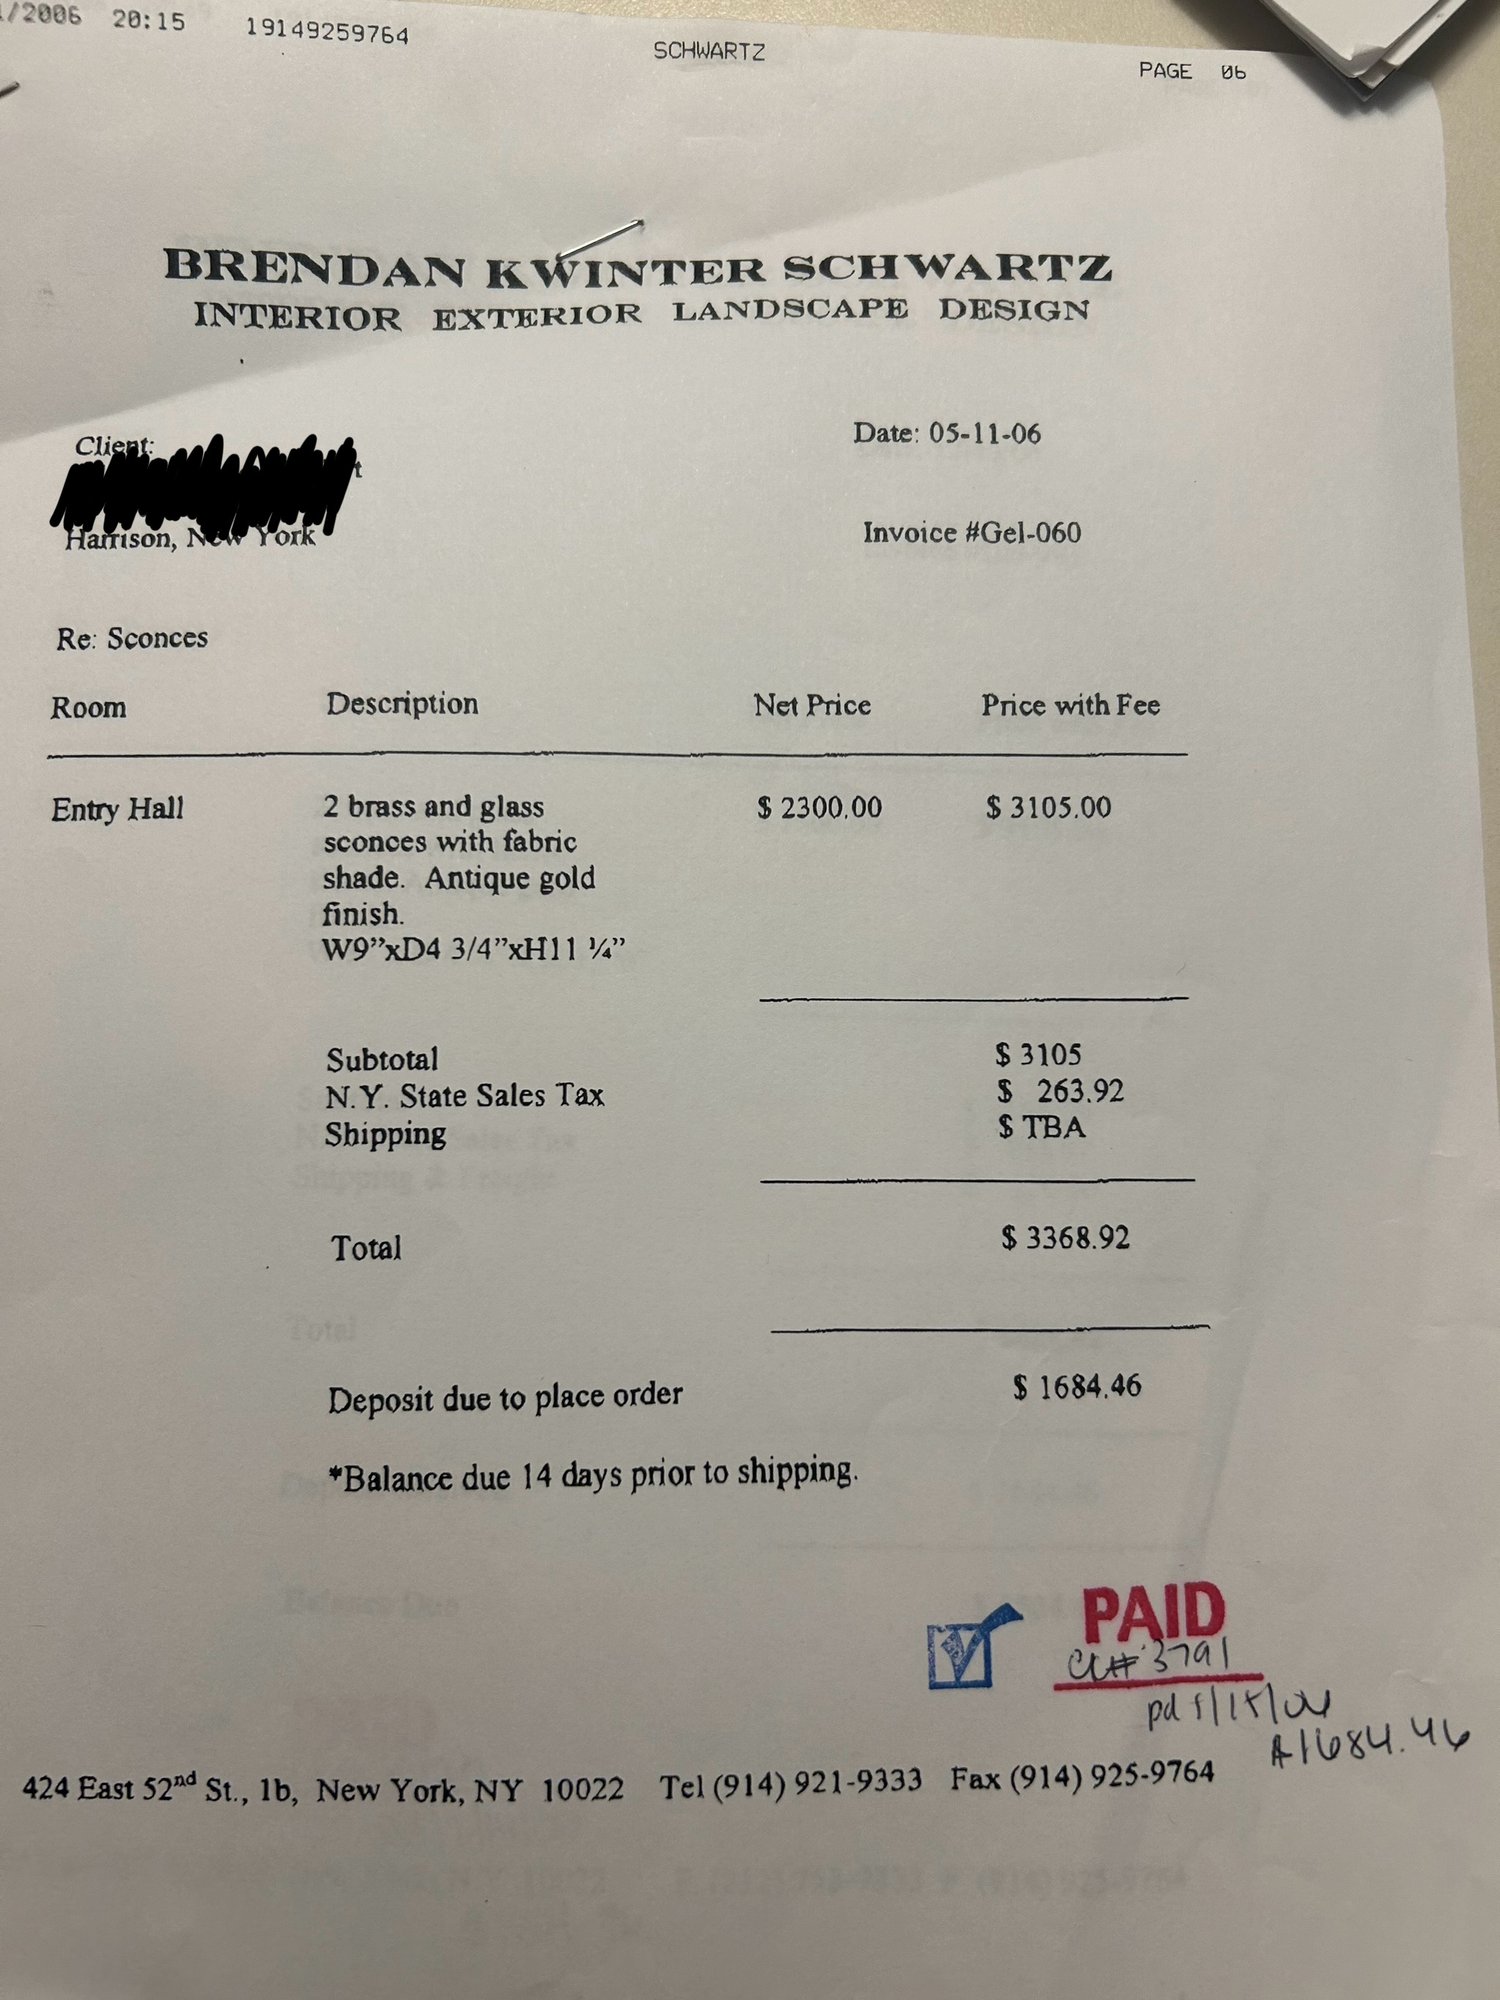 /2006 20:15 19149259764 SCHWARTZ PAGE 06
BRENDAN KWINTER SCHWARTZ
INTERIOR EXTERIOR LANDSCAPE DESIGN
Client: Date: 05-11-06
Harrison, New York Invoice #Gel-060
Re: Sconces
Room Description Net Price Price with Fee
Entry Hall 2 brass and glass $ 2300.00 $ 3105.00
sconces with fabric
shade. Antique gold
finish.
W9”xD4 3/4”xH11 ¼”
Subtotal $ 3105
N.Y. State Sales Tax $ 263.92
Shipping $ TBA
Total $ 3368.92
Deposit due to place order $ 1684.46
*Balance due 14 days prior to shipping.
PAID
CK# 3791
pd 5/15/06
1684.46
424 East 52nd St., 1b, New York, NY 10022 Tel (914) 921-9333 Fax (914) 925-9764